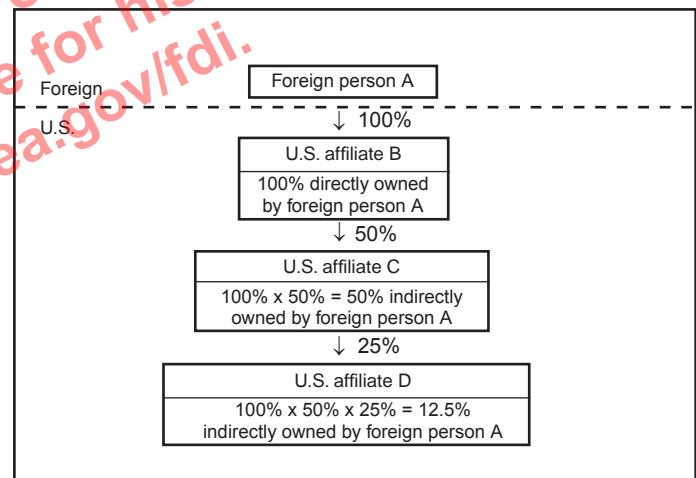 e for his
ea.gov/fdi.
Foreign person A
Foreign
U.S.
↓ 100%
U.S. affiliate B
100% directly owned
by foreign person A
↓ 50%
U.S. affiliate C
100% x 50% = 50% indirectly
owned by foreign person A
↓ 25%
U.S. affiliate D
100% x 50% x 25% = 12.5%
indirectly owned by foreign person A